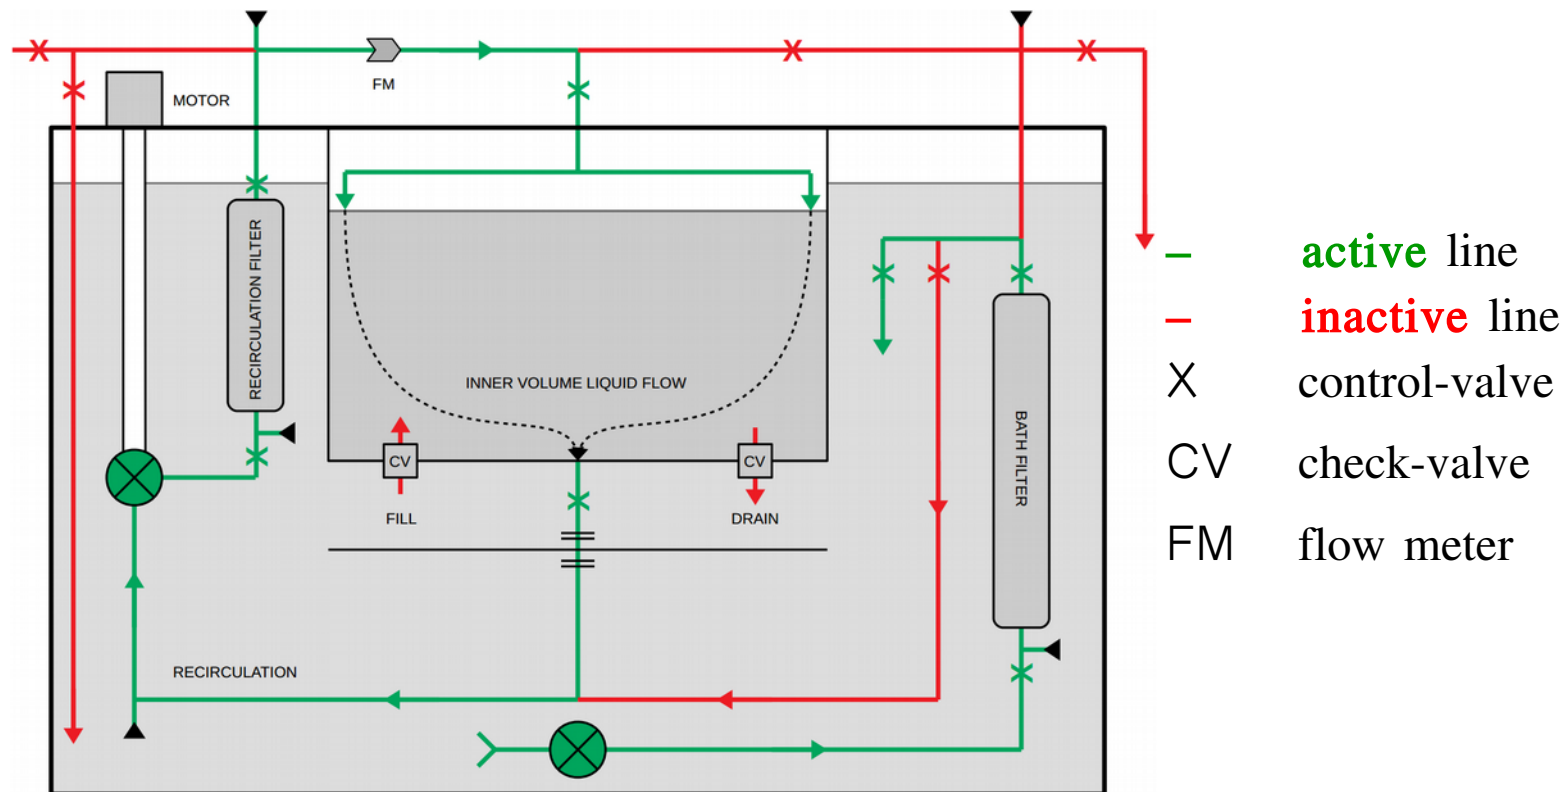 FM
MOTOR
RECIRCULATION FILTER
INNER VOLUME LIQUID FLOW
CV
CV
FILL
DRAIN
BATH FILTER
RECIRCULATION
– active line
– inactive line
X control-valve
CV check-valve
FM flow meter